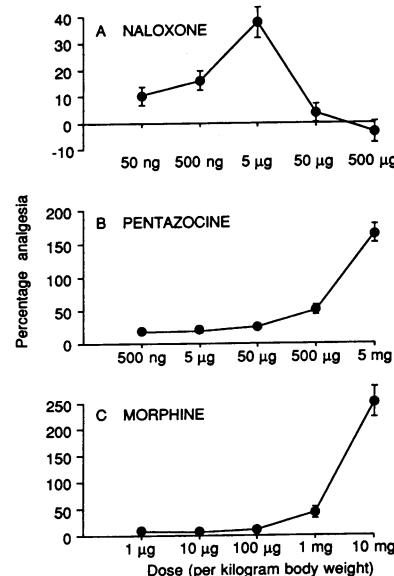 A NALOXONE
40
30
20
10
0
-10
50 ng 500 ng 5 µg 50 µg 500 µg
Percentage analgesia
B PENTAZOCINE
200
150
100
50
0
500 ng 5 µg 50 µg 500 µg 5 mg
C MORPHINE
250
200
150
100
50
0
1 µg 10 µg 100 µg 1 mg 10 mg
Dose (per kilogram body weight)